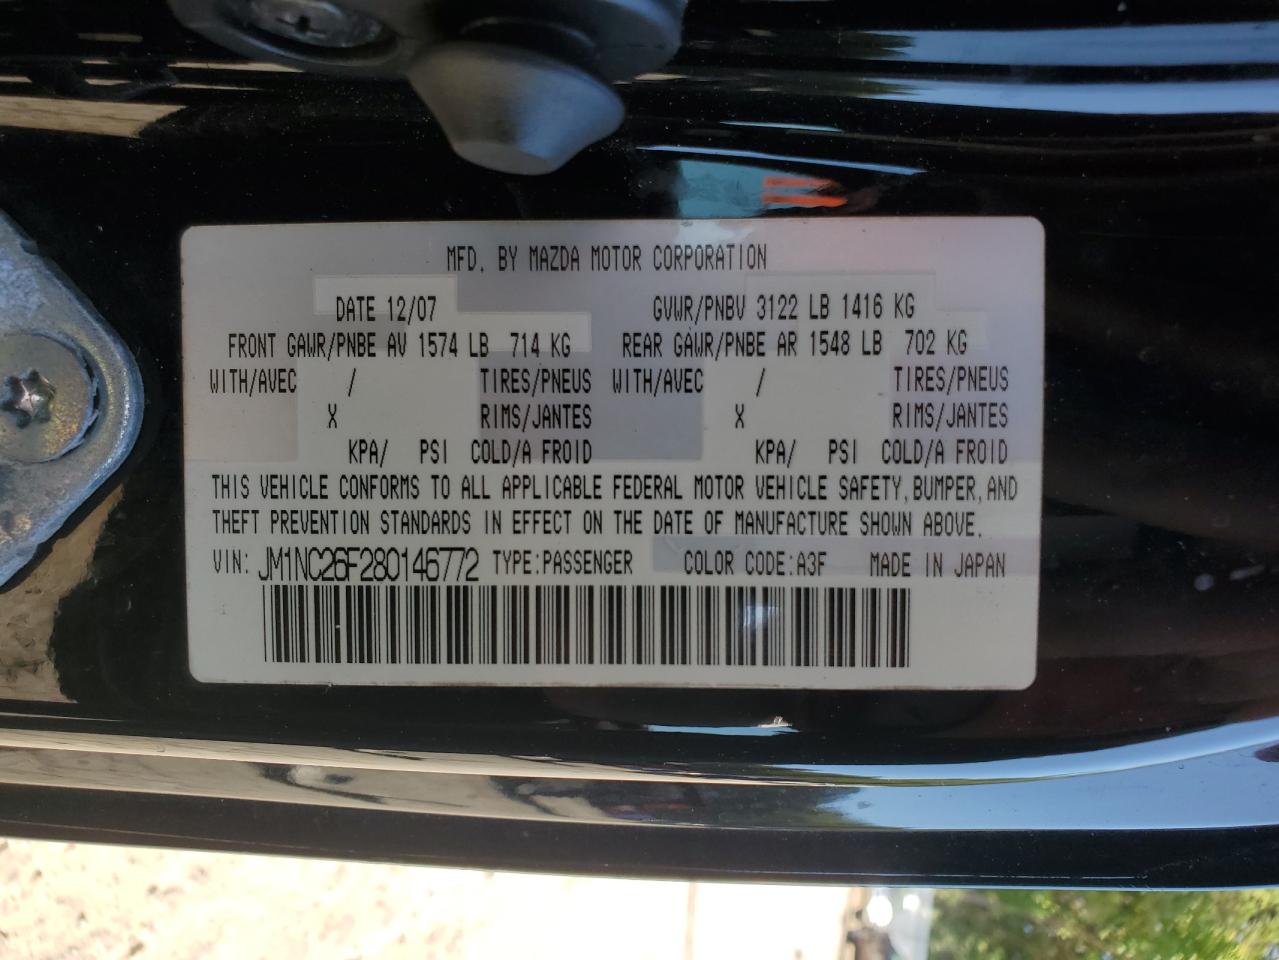 MFD. BY MAZDA MOTOR CORPORATION
DATE 12/07 GVWR/PNBV 3122 LB 1416 KG
FRONT GAWR/PNBE AV 1574 LB 714 KG REAR GAWR/PNBE AR 1548 LB 702 KG
WITH/AVEC / TIRES/PNEUS WITH/AVEC / TIRES/PNEUS
X RIMS/JANTES X RIMS/JANTES
KPA/ PSI COLD/A FROID KPA/ PSI COLD/A FROID
THIS VEHICLE CONFORMS TO ALL APPLICABLE FEDERAL MOTOR VEHICLE SAFETY, BUMPER, AND
THEFT PREVENTION STANDARDS IN EFFECT ON THE DATE OF MANUFACTURE SHOWN ABOVE.
VIN: JM1NC26F280146772 TYPE:PASSENGER COLOR CODE:A3F MADE IN JAPAN